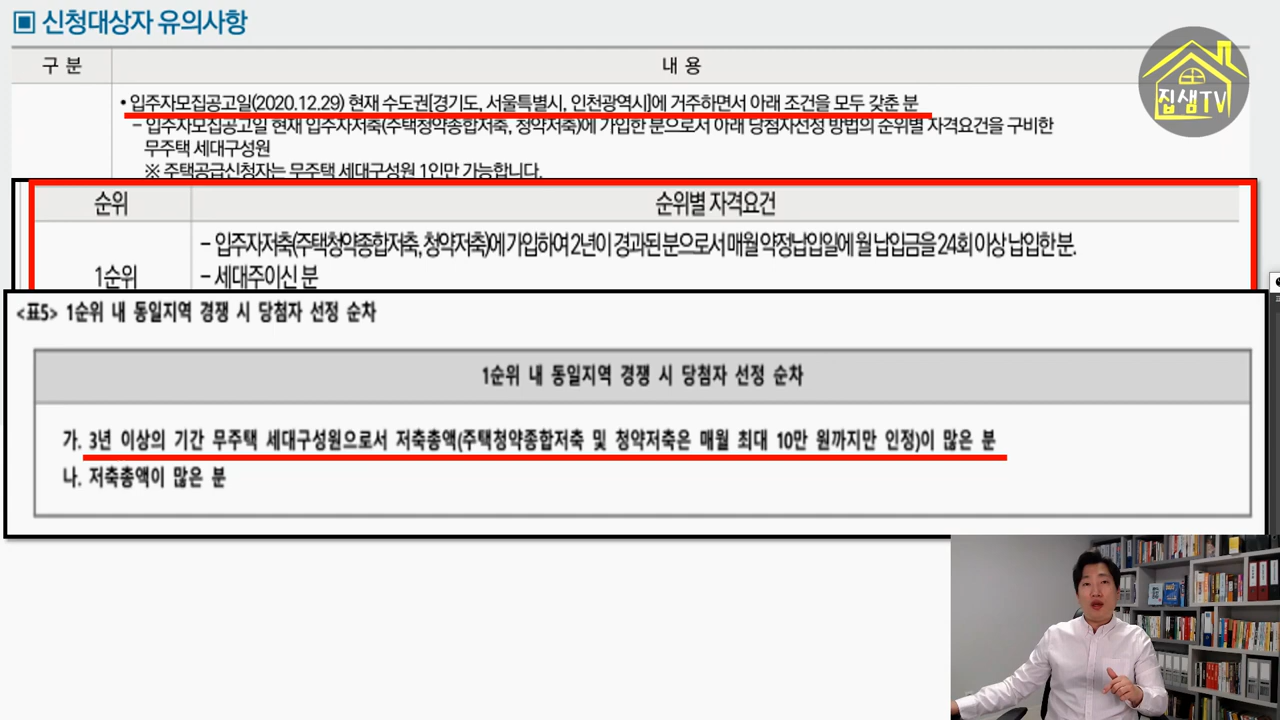 ▣ 신청대상자 유의사항
구 분 내 용
집샘TV
• 입주자모집공고일(2020.12.29) 현재 수도권[경기도, 서울특별시, 인천광역시]에 거주하면서 아래 조건을 모두 갖춘 분
– 입주자모집공고일 현재 입주자저축(주택청약종합저축, 청약저축)에 가입한 분으로서 아래 당첨자선정 방법의 순위별 자격요건을 구비한
무주택 세대구성원
※ 주택공급신청자는 무주택 세대구성원 1인만 가능합니다.
순위 순위별 자격요건
– 입주자저축(주택청약종합저축, 청약저축)에 가입하여 2년이 경과된 분으로서 매월 약정납입일에 월 납입금을 24회 이상 납입한 분.
1순위 – 세대주이신 분
<표5> 1순위 내 동일지역 경쟁 시 당첨자 선정 순차
1순위 내 동일지역 경쟁 시 당첨자 선정 순차
가. 3년 이상의 기간 무주택 세대구성원으로서 저축총액(주택청약종합저축 및 청약저축은 매월 최대 10만 원까지만 인정)이 많은 분
나. 저축총액이 많은 분